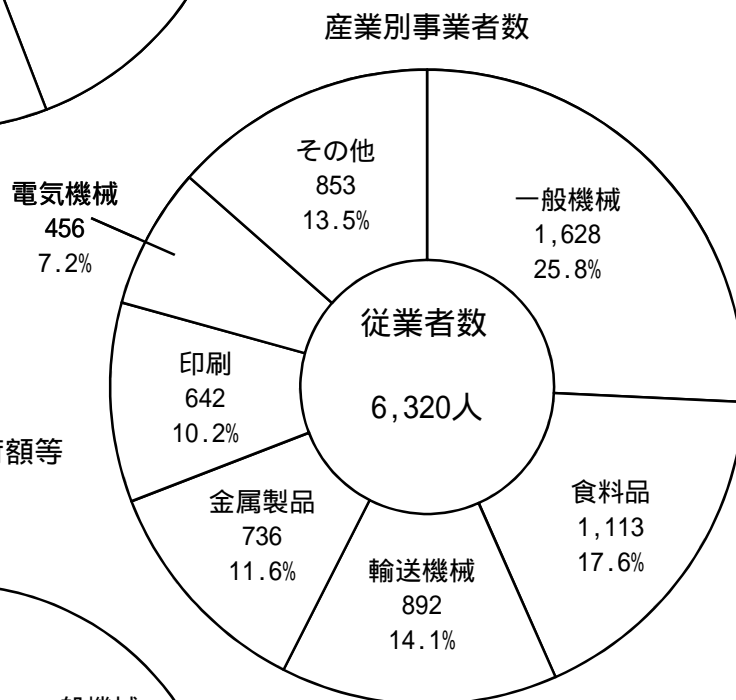 産業別事業者数
その他
853
13.5%
一般機械
1,628
25.8%
電気機械
456
7.2%
従業者数
6,320人
印刷
642
10.2%
額等
食料品
1,113
17.6%
金属製品
736
11.6%
輸送機械
892
14.1%